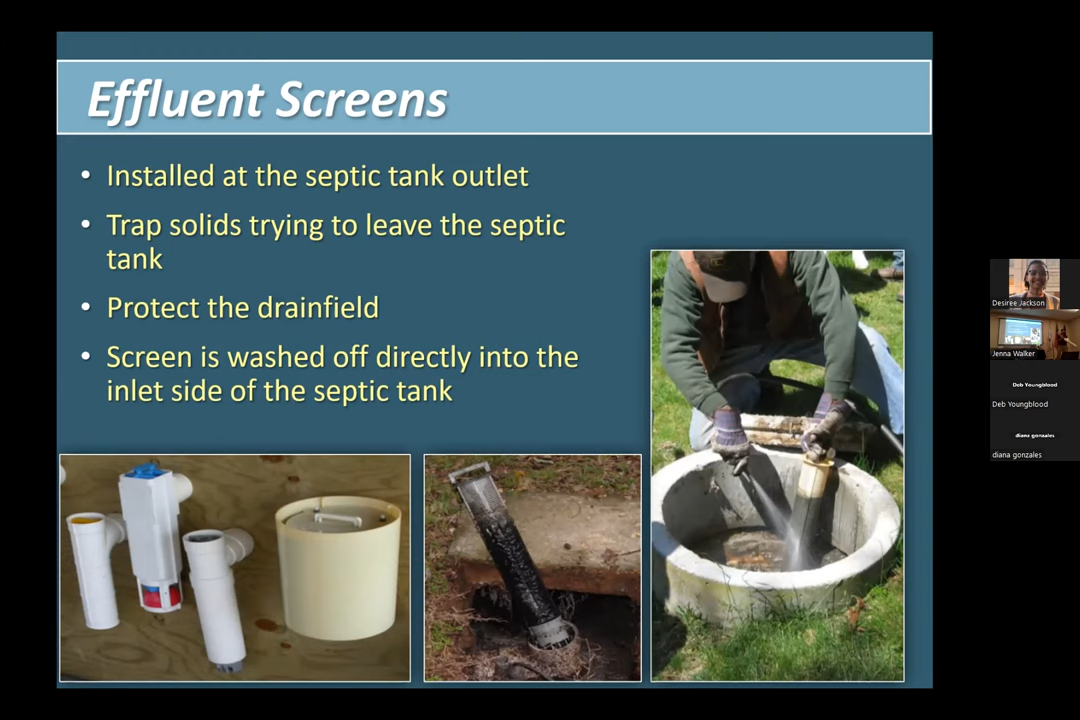 Effluent Screens
• Installed at the septic tank outlet
• Trap solids trying to leave the septic
tank
• Protect the drainfield
• Screen is washed off directly into the
inlet side of the septic tank
Desiree Jackson
Jenna Walker
Deb Youngblood
Deb Youngblood
diana gonzales
diana gonzales